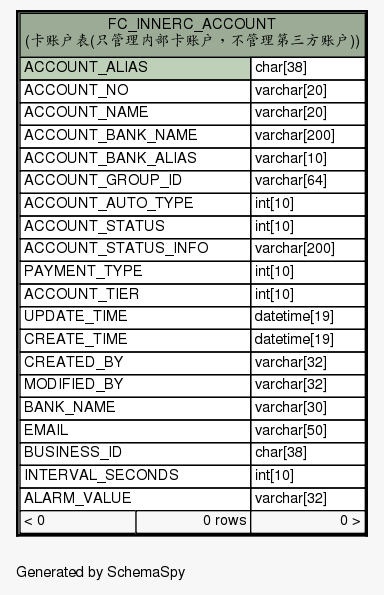 FC_INNERC_ACCOUNT
(卡账户表(只管理内部卡账户，不管理第三方账户))
ACCOUNT_ALIAS char[38]
ACCOUNT_NO varchar[20]
ACCOUNT_NAME varchar[20]
ACCOUNT_BANK_NAME varchar[200]
ACCOUNT_BANK_ALIAS varchar[10]
ACCOUNT_GROUP_ID varchar[64]
ACCOUNT_AUTO_TYPE int[10]
ACCOUNT_STATUS int[10]
ACCOUNT_STATUS_INFO varchar[200]
PAYMENT_TYPE int[10]
ACCOUNT_TIER int[10]
UPDATE_TIME datetime[19]
CREATE_TIME datetime[19]
CREATED_BY varchar[32]
MODIFIED_BY varchar[32]
BANK_NAME varchar[30]
EMAIL varchar[50]
BUSINESS_ID char[38]
INTERVAL_SECONDS int[10]
ALARM_VALUE varchar[32]
< 0 0 rows 0 >
Generated by SchemaSpy